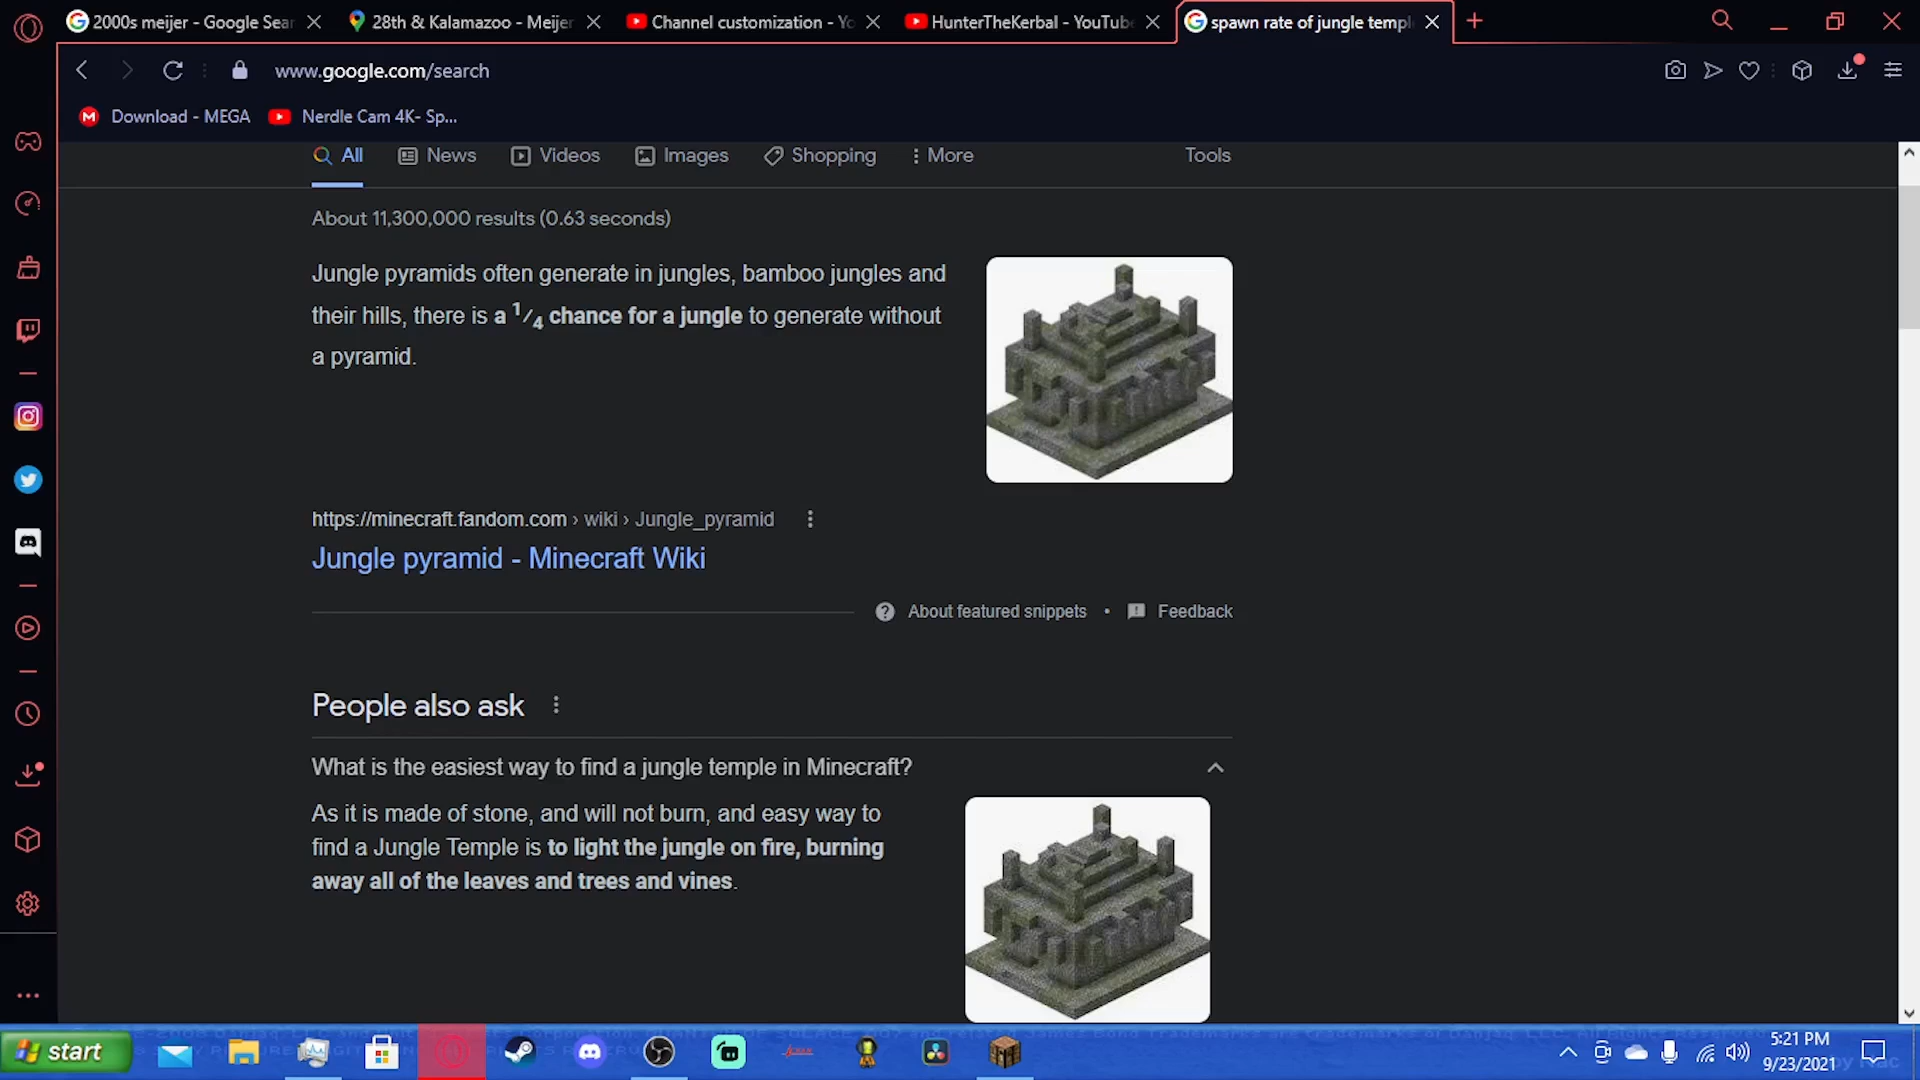 2000s meijer - Google Sear
28th & Kalamazoo - Meijer
Channel customization - Yo
HunterTheKerbal - YouTube
spawn rate of jungle templ
www.google.com/search
Download - MEGA
Nerdle Cam 4K- Sp...
All
News
Videos
Images
Shopping
More
Tools
About 11,300,000 results (0.63 seconds)
Jungle pyramids often generate in jungles, bamboo jungles and
their hills, there is a 1/4 chance for a jungle to generate without
a pyramid.
https://minecraft.fandom.com › wiki › Jungle_pyramid
Jungle pyramid - Minecraft Wiki
About featured snippets • Feedback
People also ask
What is the easiest way to find a jungle temple in Minecraft?
As it is made of stone, and will not burn, and easy way to
find a Jungle Temple is to light the jungle on fire, burning
away all of the leaves and trees and vines.
start
5:21 PM
9/23/2021